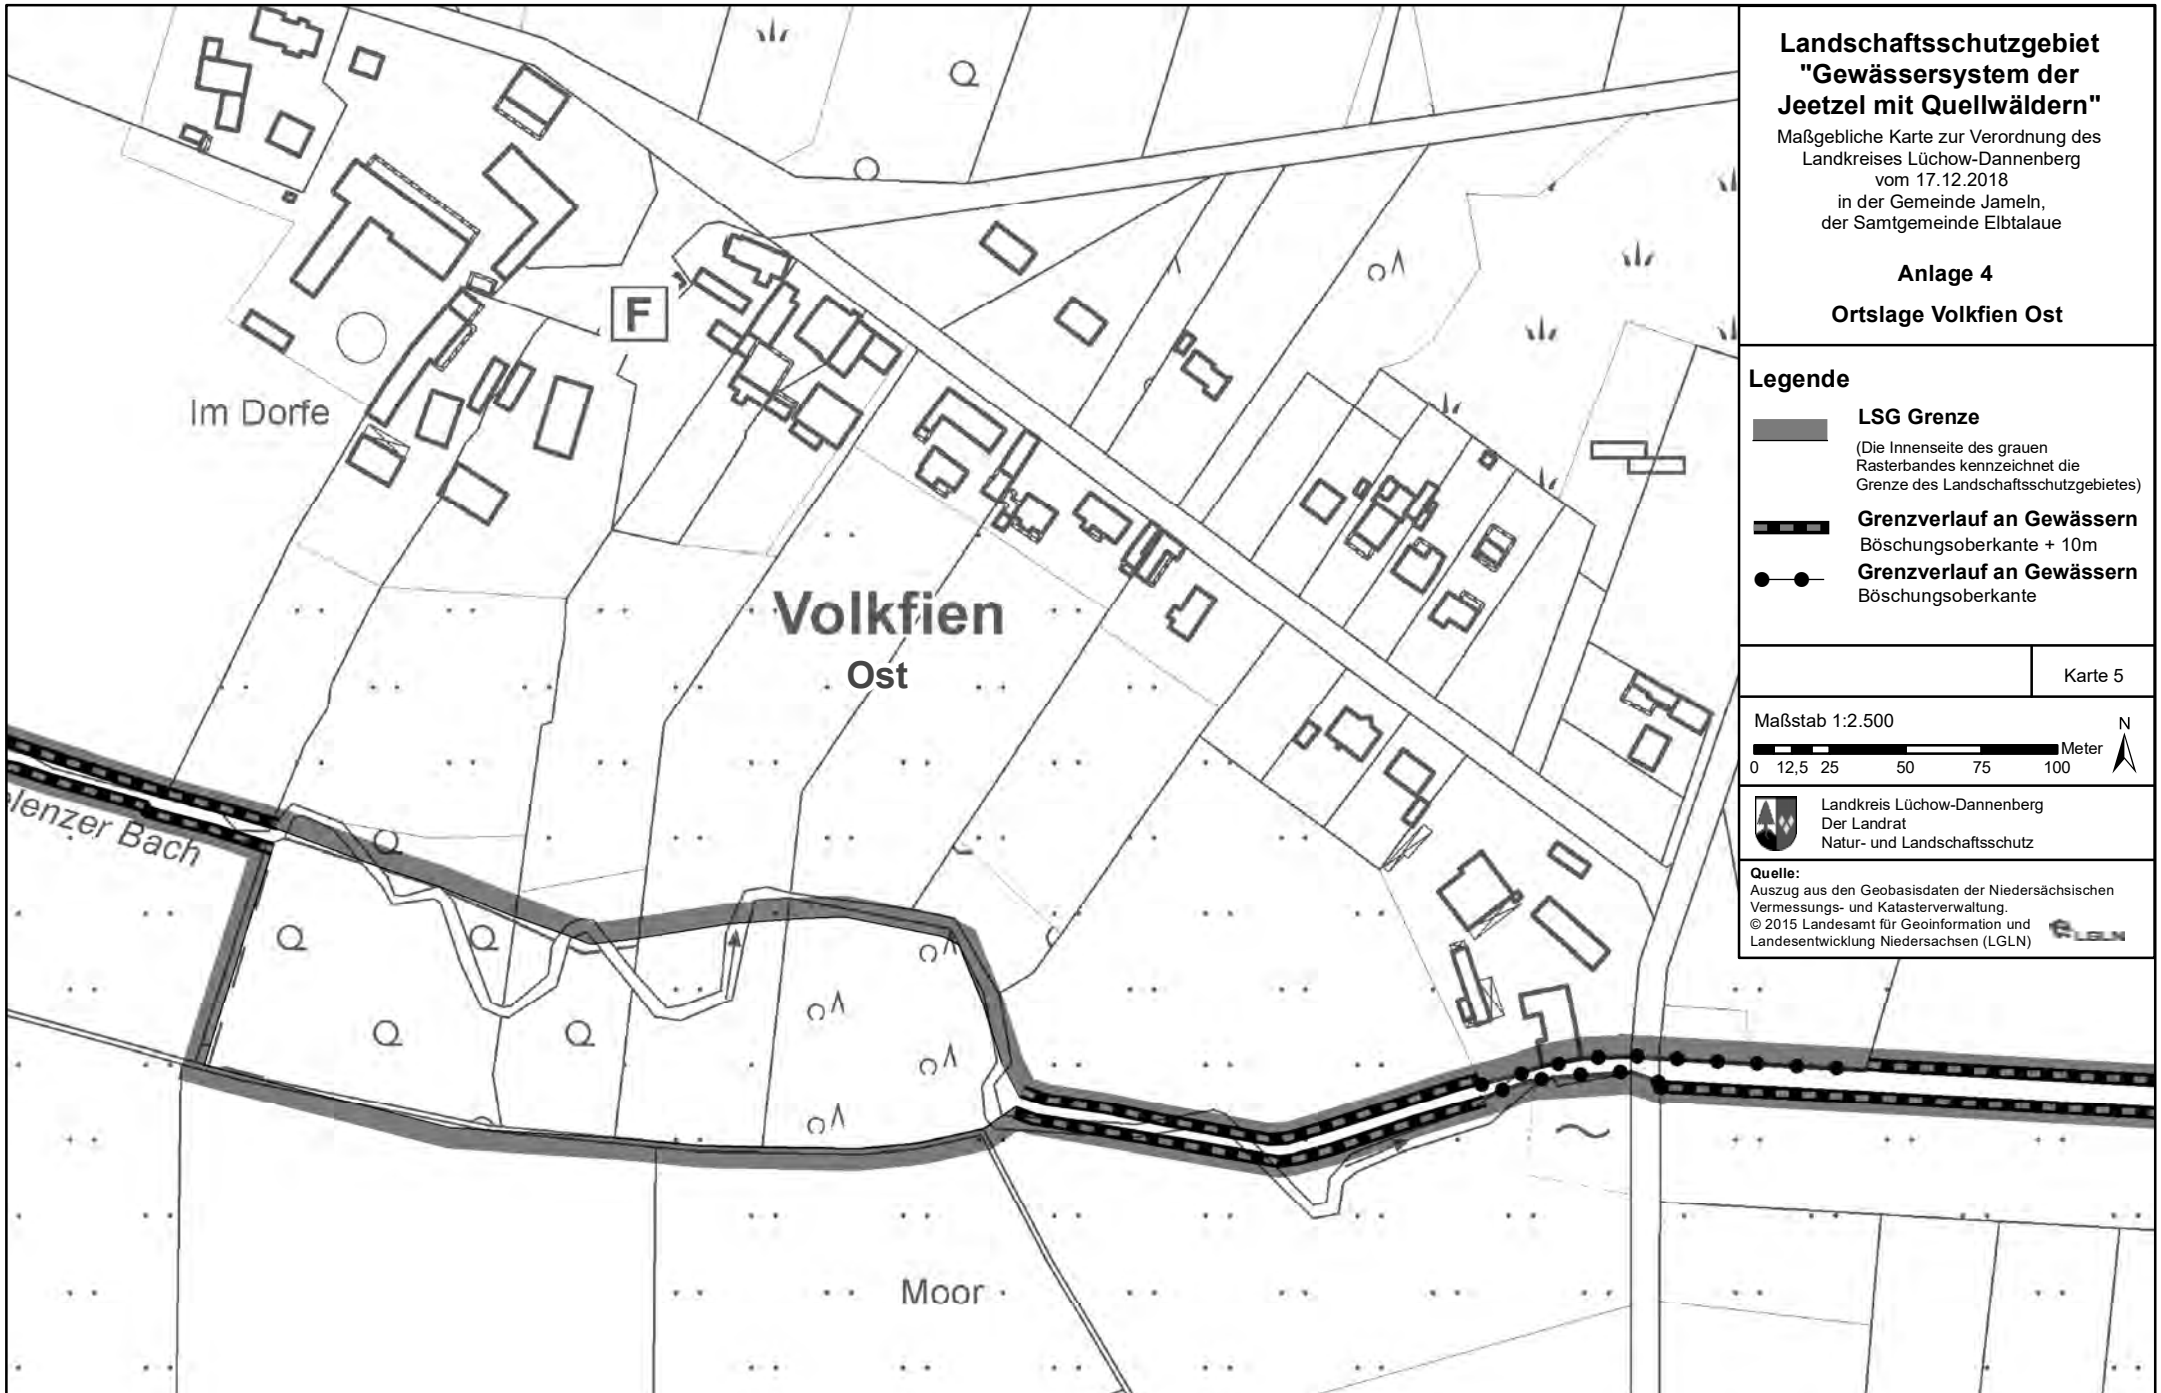 Landschaftsschutzgebiet
"Gewässersystem der
Jeetzel mit Quellwäldern"
Maßgebliche Karte zur Verordnung des
Landkreises Lüchow-Dannenberg
vom 17.12.2018
in der Gemeinde Jameln,
der Samtgemeinde Elbtalaue
Anlage 4
Ortslage Volkfien Ost
Legende
LSG Grenze
(Die Innenseite des grauen
Rasterbandes kennzeichnet die
Grenze des Landschaftsschutzgebietes)
Grenzverlauf an Gewässern
Böschungsoberkante + 10m
Grenzverlauf an Gewässern
Böschungsoberkante
Karte 5
Maßstab 1:2.500
N
Meter
0 12,5 25 50 75 100
Landkreis Lüchow-Dannenberg
Der Landrat
Natur- und Landschaftsschutz
Quelle:
Auszug aus den Geobasisdaten der Niedersächsischen
Vermessungs- und Katasterverwaltung.
© 2015 Landesamt für Geoinformation und
Landesentwicklung Niedersachsen (LGLN)
LGLN
F
Im Dorfe
Volkfien
Ost
elenzer Bach
Moor